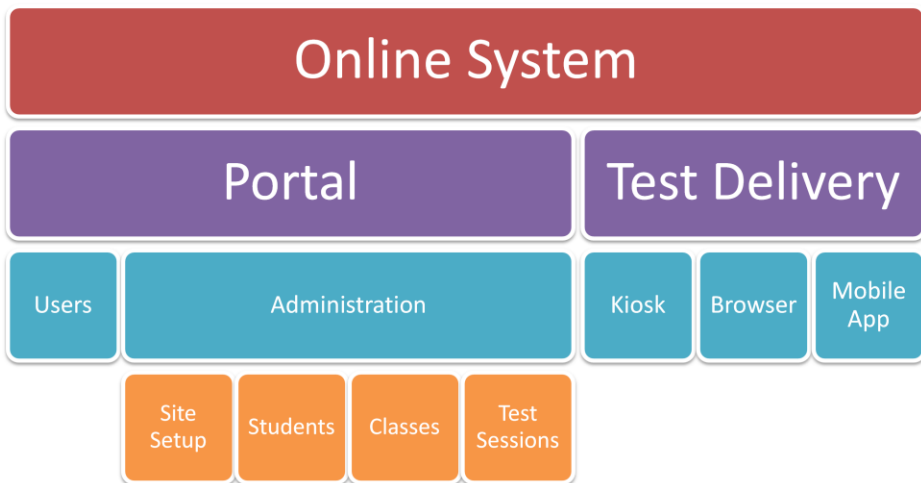 Online System
Portal
Test Delivery
Users
Administration
Kiosk
Browser
Mobile
App
Site
Setup
Students
Classes
Test
Sessions